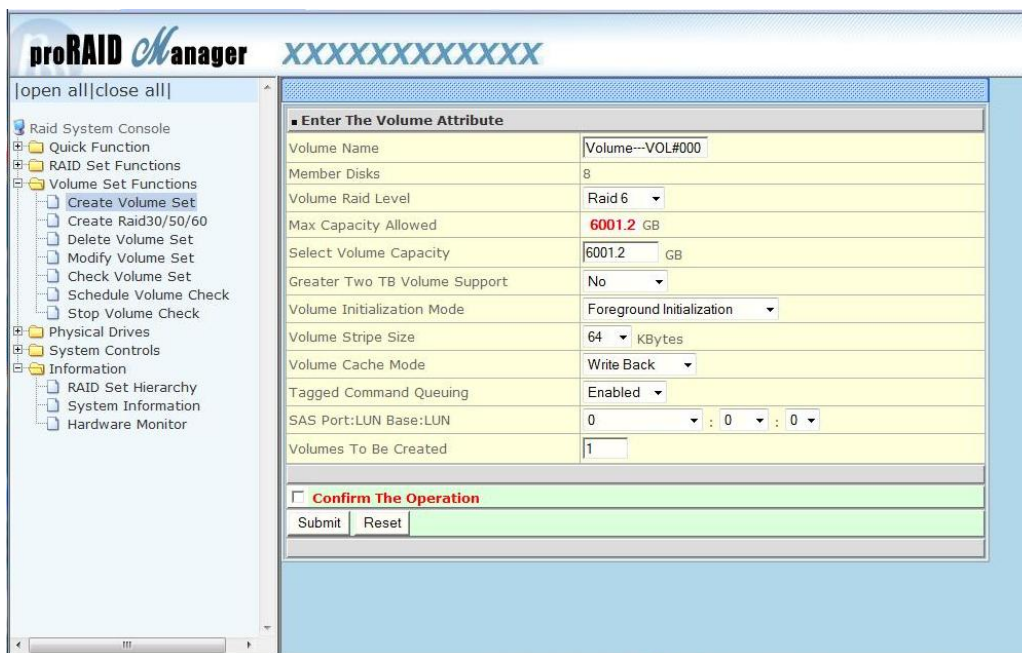 proRAID Manager XXXXXXXXXXXX
|open all|close all|
Raid System Console
Quick Function
RAID Set Functions
Volume Set Functions
Create Volume Set
Create Raid30/50/60
Delete Volume Set
Modify Volume Set
Check Volume Set
Schedule Volume Check
Stop Volume Check
Physical Drives
System Controls
Information
RAID Set Hierarchy
System Information
Hardware Monitor
Enter The Volume Attribute
Volume Name Volume---VOL#000
Member Disks 8
Volume Raid Level Raid 6
Max Capacity Allowed 6001.2 GB
Select Volume Capacity 6001.2 GB
Greater Two TB Volume Support No
Volume Initialization Mode Foreground Initialization
Volume Stripe Size 64 KBytes
Volume Cache Mode Write Back
Tagged Command Queuing Enabled
SAS Port:LUN Base:LUN 0 : 0 : 0
Volumes To Be Created 1
Confirm The Operation
Submit Reset